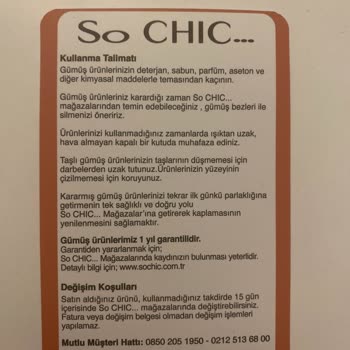 So CHIC...
Kullanma Talimatı
Gümüş ürünlerinizin deterjan, sabun, parfüm, aseton ve
diğer kimyasal maddelerle temasından kaçının.
Gümüş ürünleriniz karardığı zaman So CHIC...
mağazalarından temin edebileceğiniz , gümüş bezleri ile
silmenizi öneririz.
Ürünlerinizi kullanmadığınız zamanlarda ışıktan uzak,
hava almayan kapalı bir kutuda muhafaza ediniz.
Taşlı gümüş ürünlerinizin taşlarının düşmemesi için
darbelerden uzak tutunuz.Ürünlerinizin yüzeyinin
çizilmemesi için koruyunuz.
Kararmış gümüş ürünlerinizi tekrar ilk günkü parlaklığına
getirmenin tek sağlıklı ve doğru yolu
So CHIC... Mağazalar'ına getirerek kaplamasının
yenilenmesini sağlamaktır.
Gümüş ürünlerimiz 1 yıl garantilidir.
Garantiden yararlanmak için;
So CHIC... Mağazalarında kaydınızın bulunması yeterlidir.
Detaylı bilgi için; www.sochic.com.tr
Değişim Koşulları
Satın aldığınız ürünü, kullanmadığınız takdirde 15 gün
içerisinde So CHIC... mağazalarında değiştirebilirsiniz.
Fatura veya değişim belgesi olmadan değişim işlemleri
yapılamaz.
Mutlu Müşteri Hattı: 0850 205 1950 - 0212 513 68 00